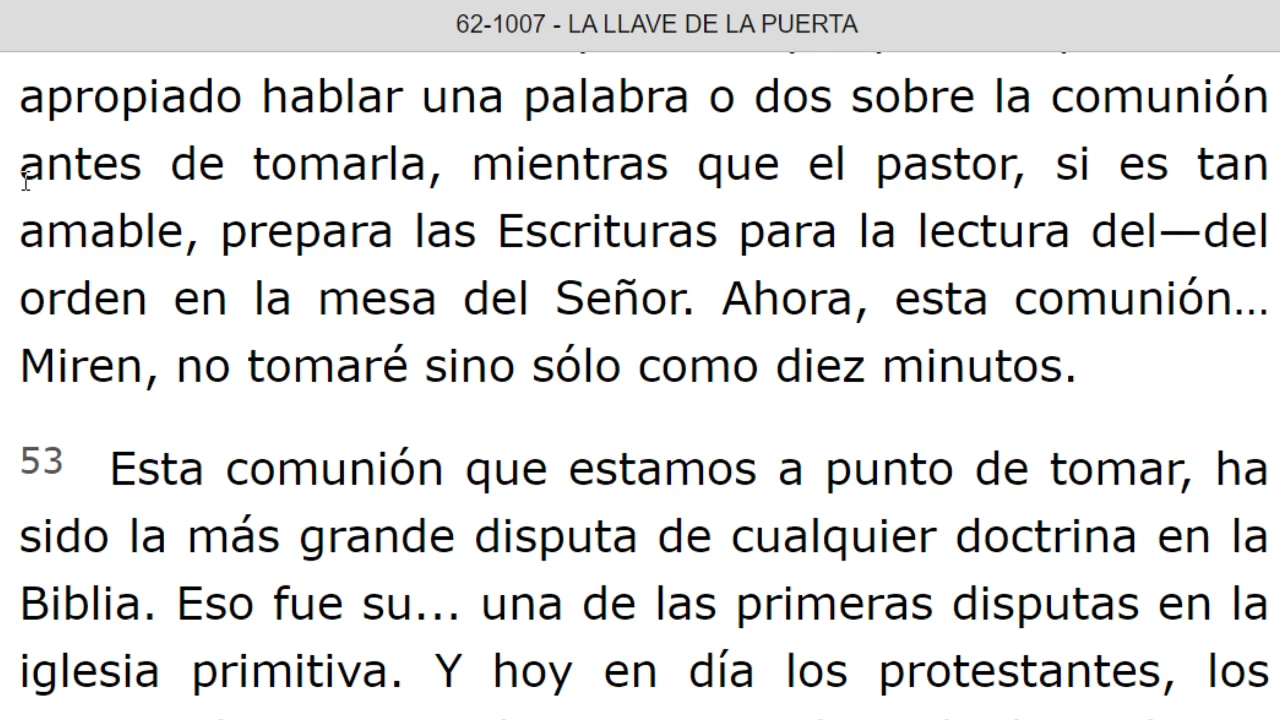 62-1007 - LA LLAVE DE LA PUERTA
apropiado hablar una palabra o dos sobre la comunión
antes de tomarla, mientras que el pastor, si es tan
amable, prepara las Escrituras para la lectura del—del
orden en la mesa del Señor. Ahora, esta comunión...
Miren, no tomaré sino sólo como diez minutos.
53 Esta comunión que estamos a punto de tomar, ha
sido la más grande disputa de cualquier doctrina en la
Biblia. Eso fue su... una de las primeras disputas en la
iglesia primitiva. Y hoy en día los protestantes, los